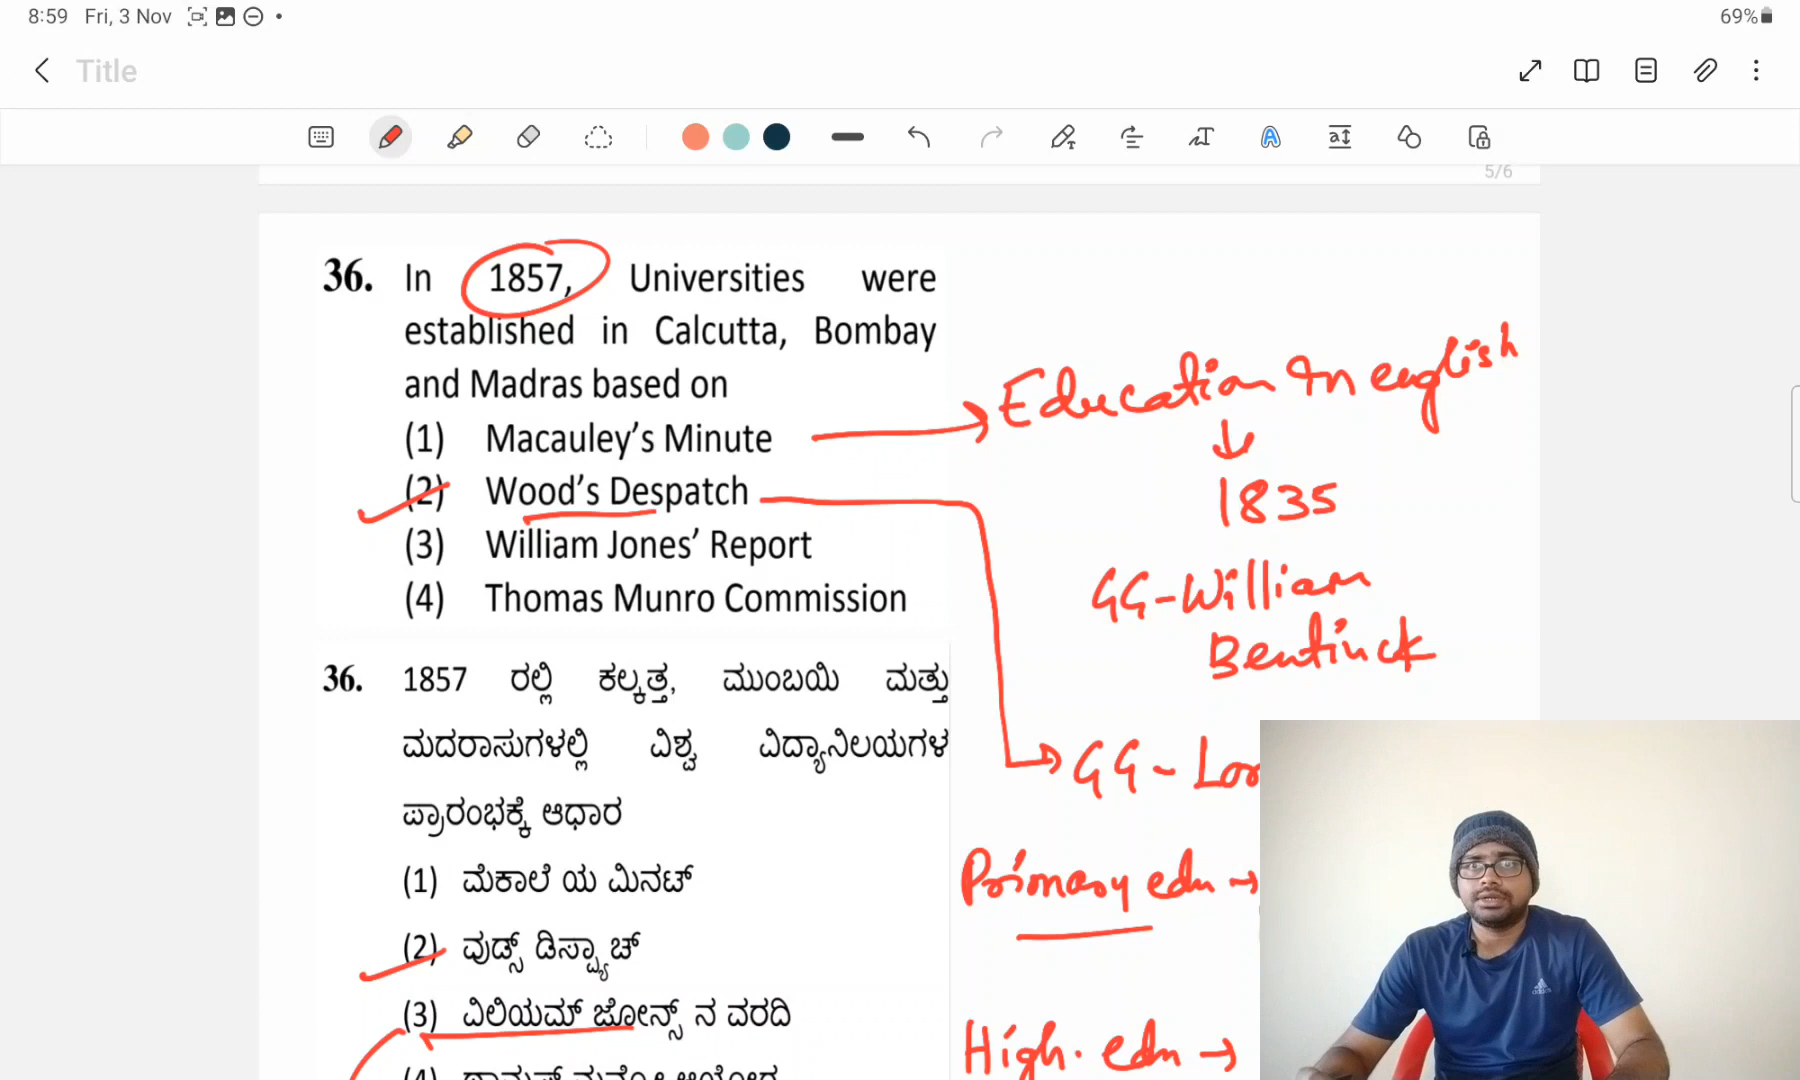 8:59 Fri, 3 Nov
69%
Title
5/6
36. In 1857, Universities were
established in Calcutta, Bombay
and Madras based on
(1) Macauley's Minute
(2) Wood's Despatch
(3) William Jones' Report
(4) Thomas Munro Commission
Education In english
1835
GG-William
Bentinck
GG-
Primary edn →
High. edn →
36. 1857 ರಲ್ಲಿ ಕಲ್ಕತ್ತ, ಮುಂಬಯಿ ಮತ್ತು
ಮದರಾಸುಗಳಲ್ಲಿ ವಿಶ್ವ ವಿದ್ಯಾನಿಲಯಗಳ
ಪ್ರಾರಂಭಕ್ಕೆ ಆಧಾರ
(1) ಮೆಕಾಲೆ ಯ ಮಿನಟ್
(2) ವುಡ್ಸ್ ಡಿಸ್ಪ್ಯಾಚ್
(3) ವಿಲಿಯಮ್ ಜೋನ್ಸ್ ನ ವರದಿ
(4)
adidas